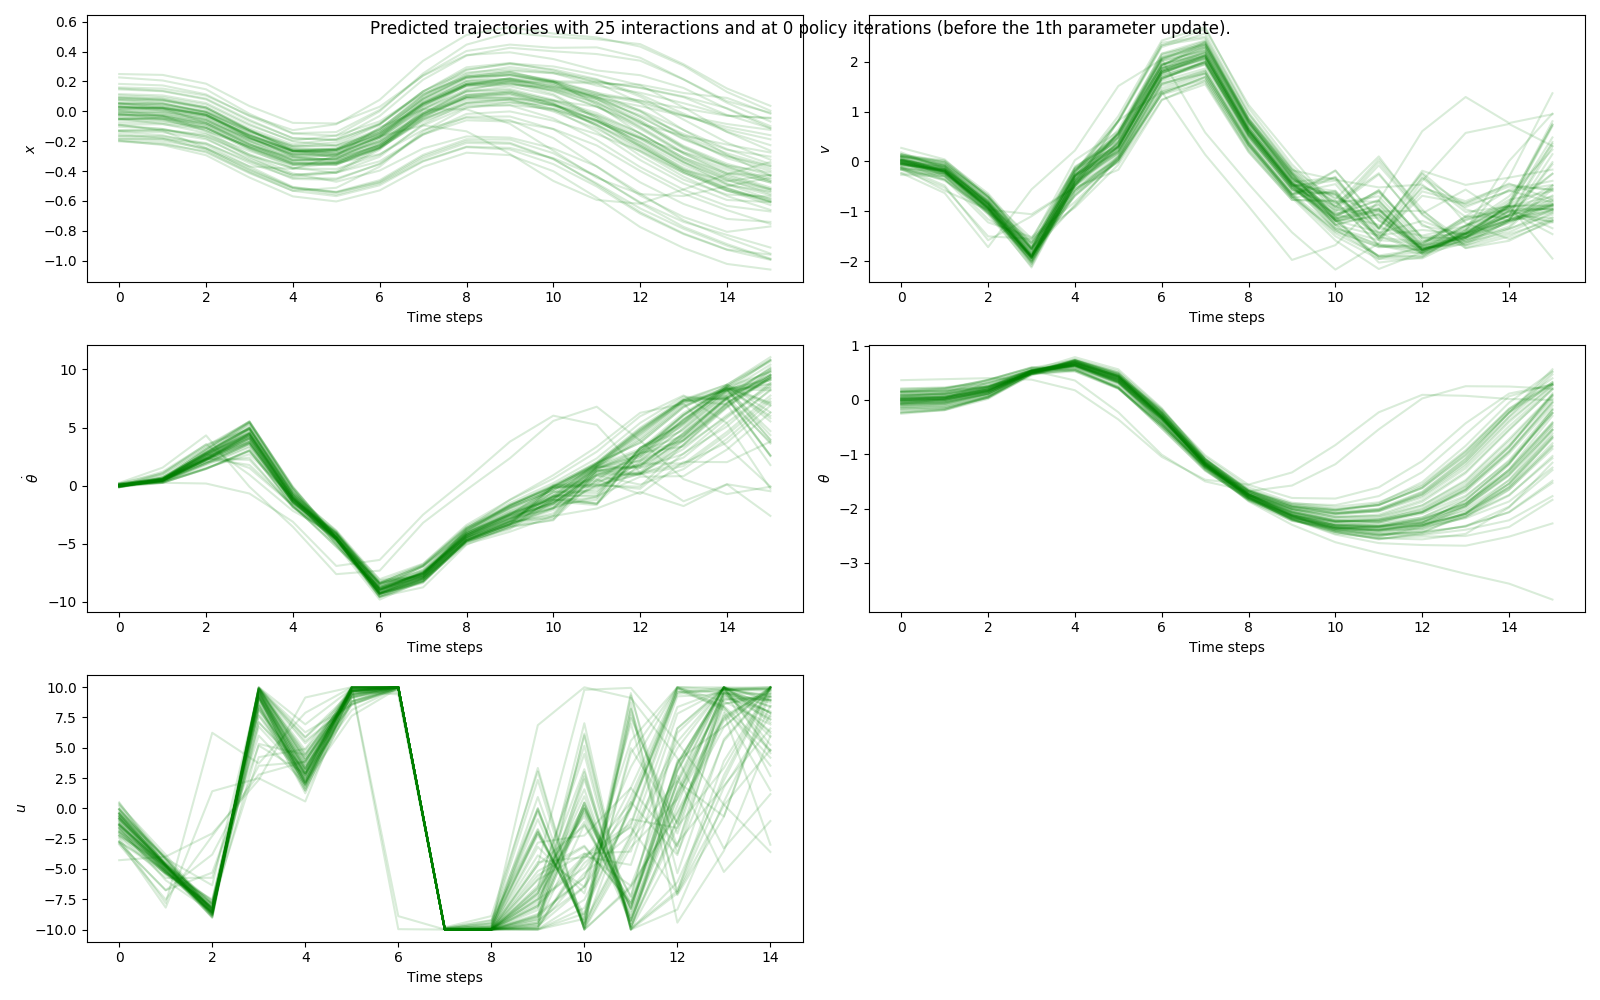 Predicted trajectories with 25 interactions and at 0 policy iterations (before the 1th parameter update).
0.6
0.4
0.2
0.0
−0.2
−0.4
−0.6
−0.8
−1.0
x
0 2 4 6 8 10 12 14
Time steps
2
1
0
−1
−2
v
0 2 4 6 8 10 12 14
Time steps
10
5
0
−5
−10
θ̇
0 2 4 6 8 10 12 14
Time steps
1
0
−1
−2
−3
θ
0 2 4 6 8 10 12 14
Time steps
10.0
7.5
5.0
2.5
0.0
−2.5
−5.0
−7.5
−10.0
u
0 2 4 6 8 10 12 14
Time steps